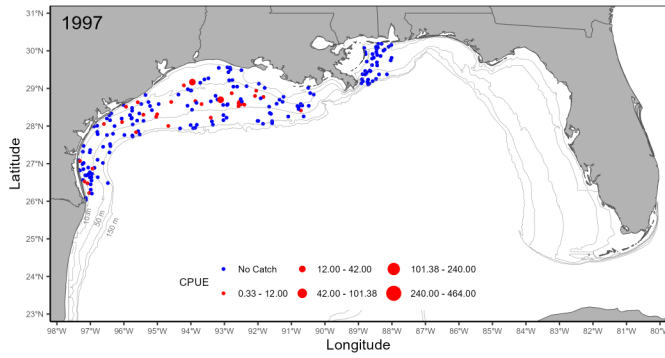 1997
31°N
30°N
29°N
28°N
27°N
26°N
25°N
24°N
23°N
Latitude
10 m
50 m
150 m
CPUE
No Catch
12.00 - 42.00
101.38 - 240.00
0.33 - 12.00
42.00 - 101.38
240.00 - 464.00
98°W 97°W 96°W 95°W 94°W 93°W 92°W 91°W 90°W 89°W 88°W 87°W 86°W 85°W 84°W 83°W 82°W 81°W 80°W
Longitude